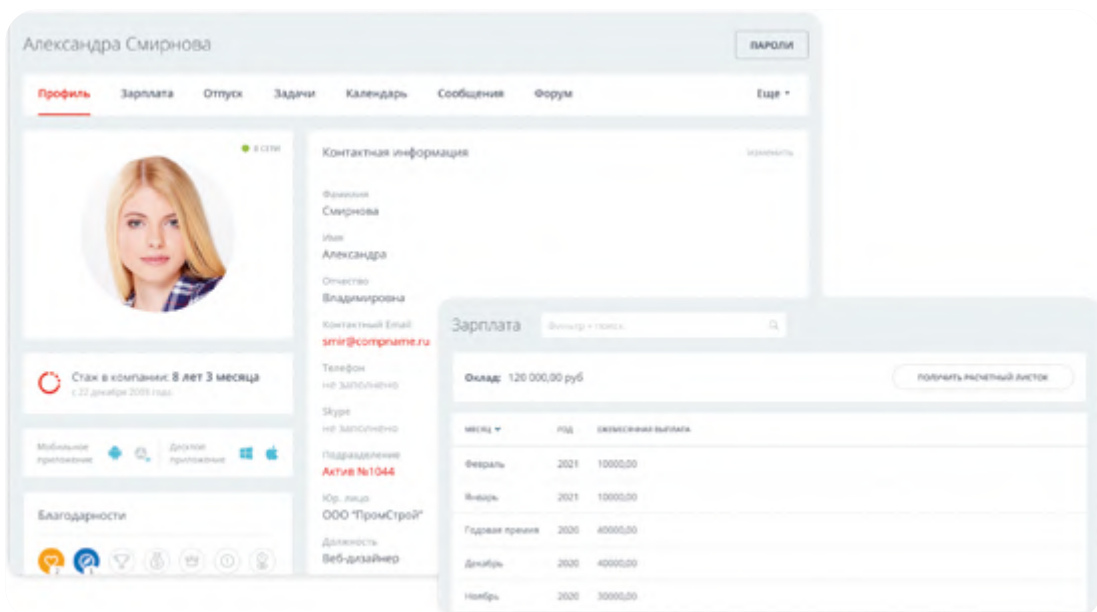 Александра Смирнова
ПАРОЛИ
Профиль Зарплата Отпуск Задачи Календарь Сообщения Форум Еще
В СЕТИ
Контактная информация
изменить
Фамилия
Смирнова
Имя
Александра
Отчество
Владимировна
Контактный Email
smir@compname.ru
Телефон
не заполнено
Skype
не заполнено
Подразделение
Актив №1044
Юр. лицо
ООО "ПромСтрой"
Должность
Веб-дизайнер
Стаж в компании: 8 лет 3 месяца
с 22 декабря года
Мобильное
приложение
Десктоп
приложение
Благодарности
Зарплата
Фильтр + поиск
Оклад: 120 000,00 руб
ПОЛУЧИТЬ РАСЧЕТНЫЙ ЛИСТОК
МЕСЯЦ ГОД ЕЖЕМЕСЯЧНАЯ ВЫПЛАТА
Февраль 2021 10000,00
Январь 2021 10000,00
Годовая премия 2020 40000,00
Декабрь 2020 40000,00
Ноябрь 2020 30000,00